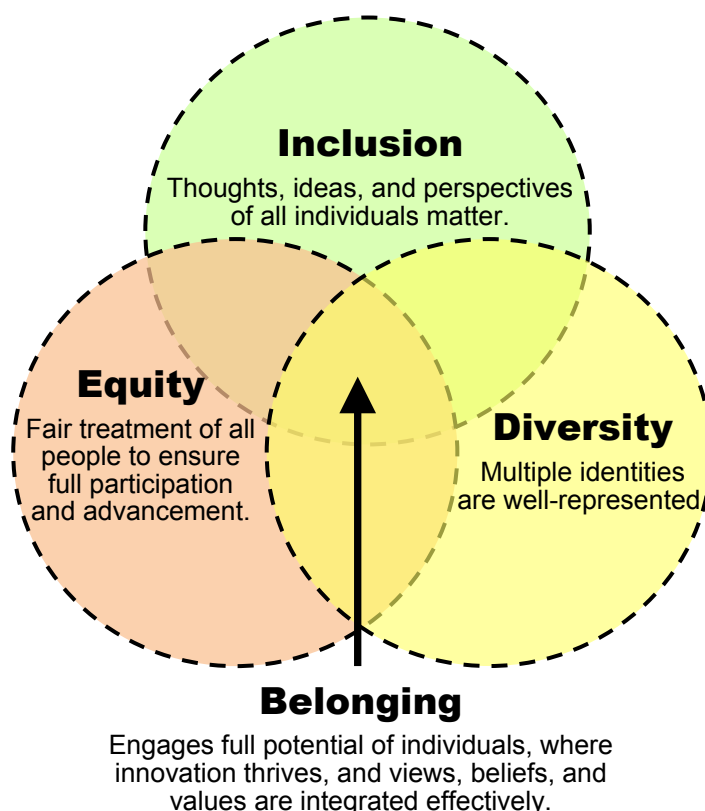 Inclusion
Thoughts, ideas, and perspectives
of all individuals matter.
Equity
Fair treatment of all
people to ensure
full participation
and advancement.
Diversity
Multiple identities
are well-represented
Belonging
Engages full potential of individuals, where
innovation thrives, and views, beliefs, and
values are integrated effectively.